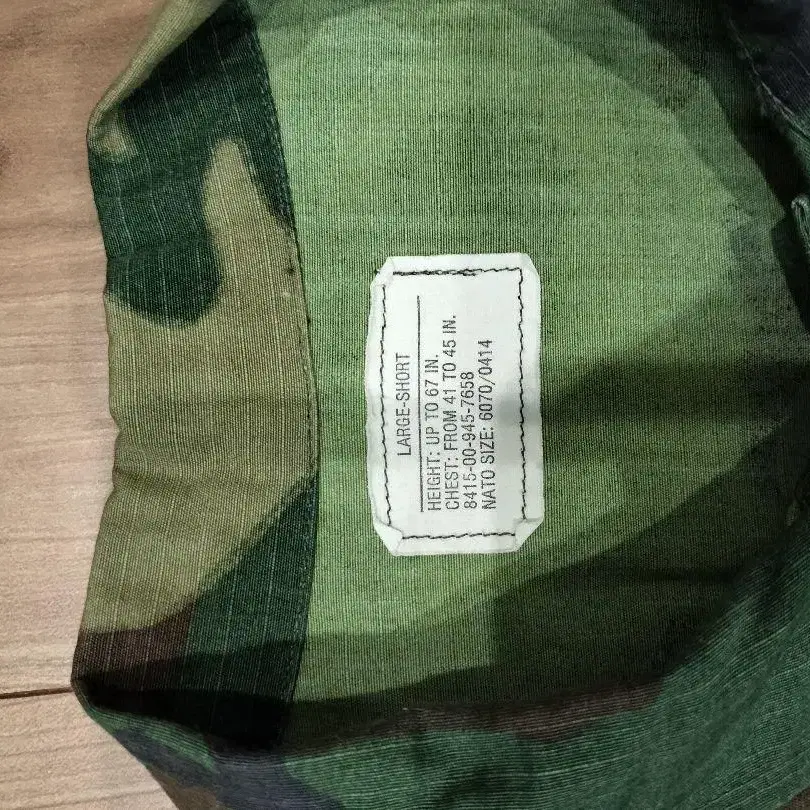 LARGE-SHORT
HEIGHT: UP TO 67 IN.
CHEST: FROM 41 TO 45 IN.
8415-00-945-7658
NATO SIZE: 6070/0414